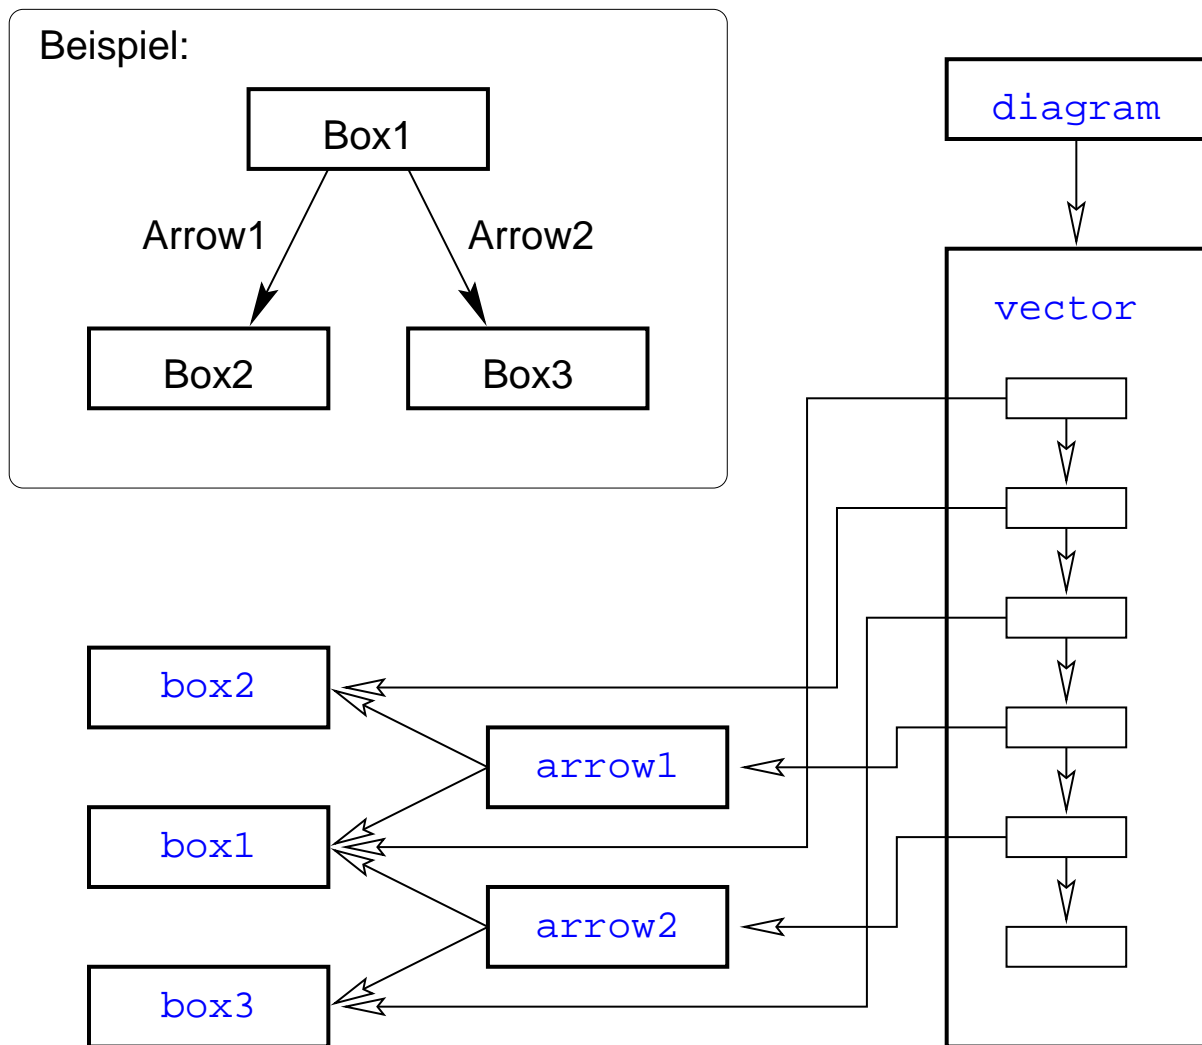 Beispiel:
Box1
Arrow1
Arrow2
Box2
Box3
diagram
vector
box2
arrow1
box1
arrow2
box3